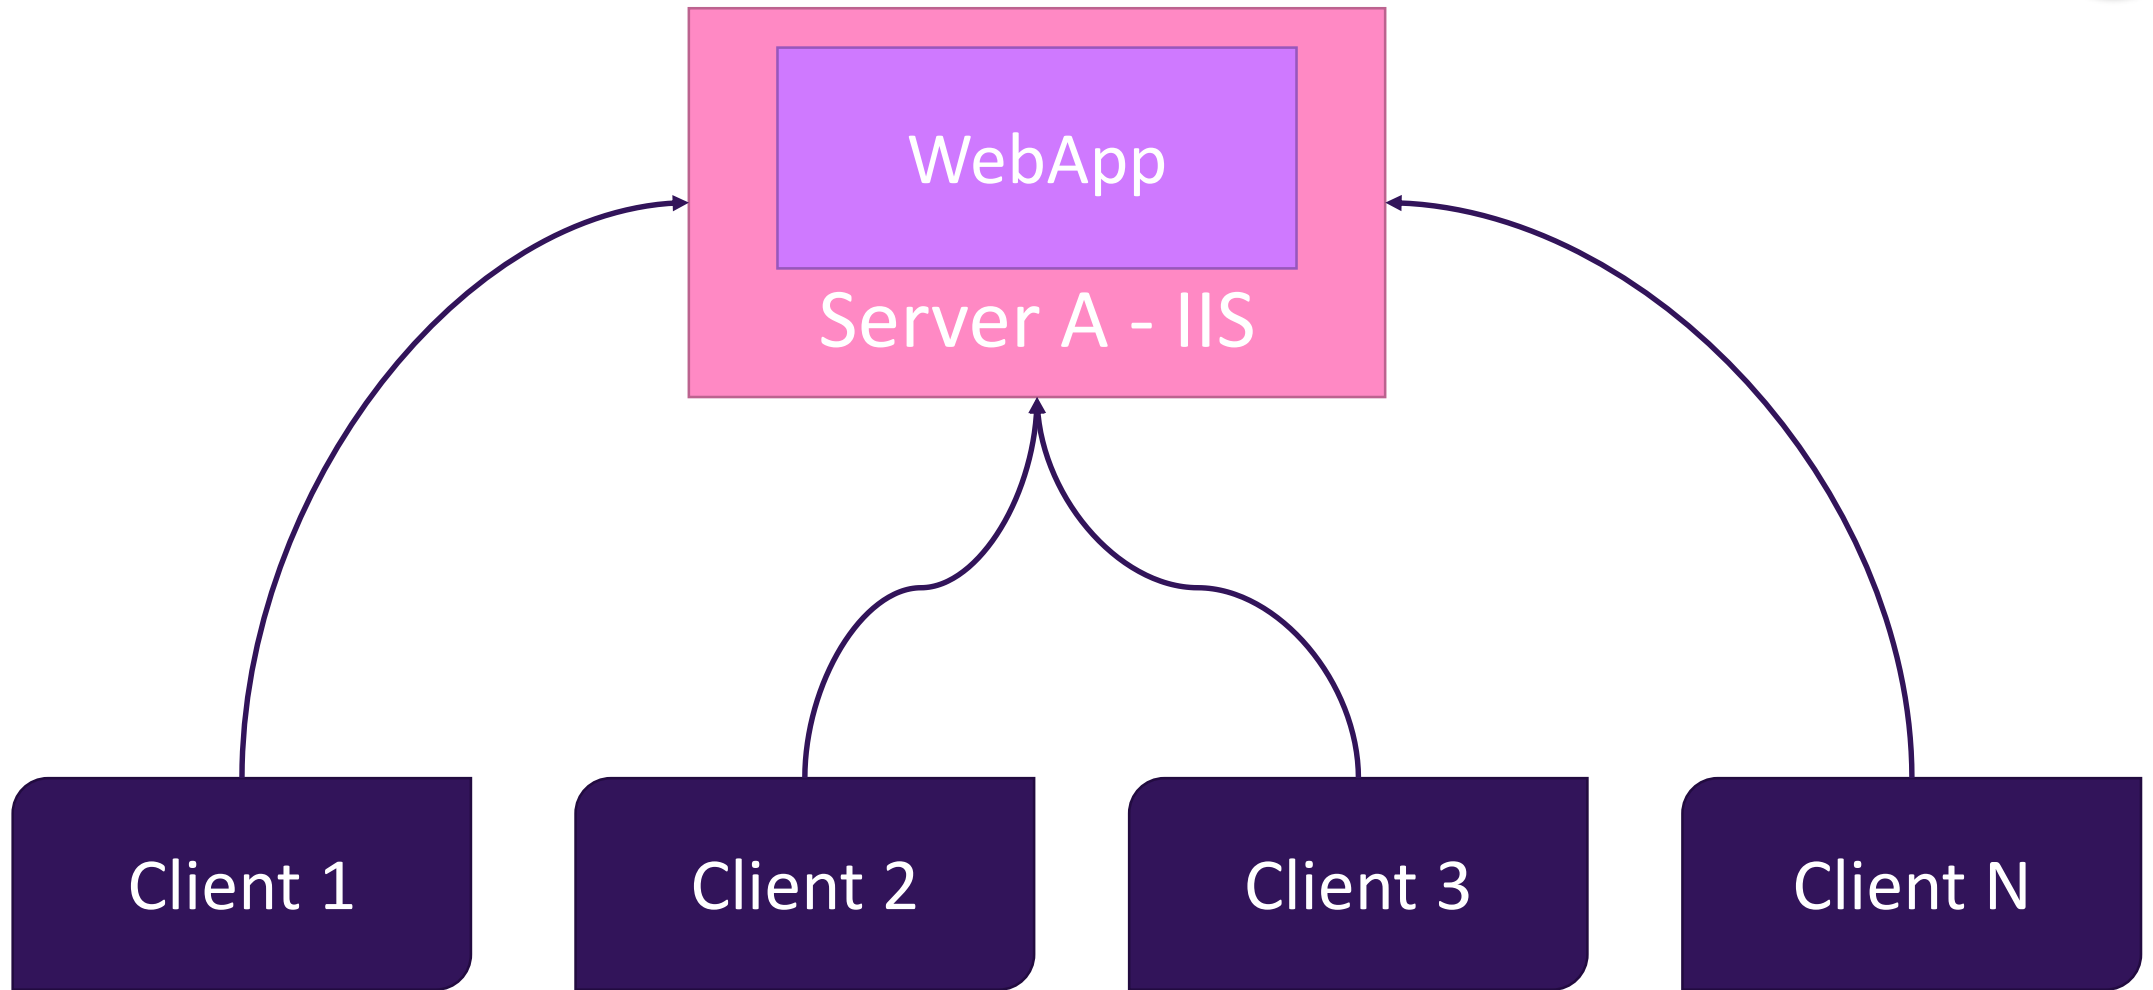 WebApp
Server A - IIS
Client 1
Client 2
Client 3
Client N